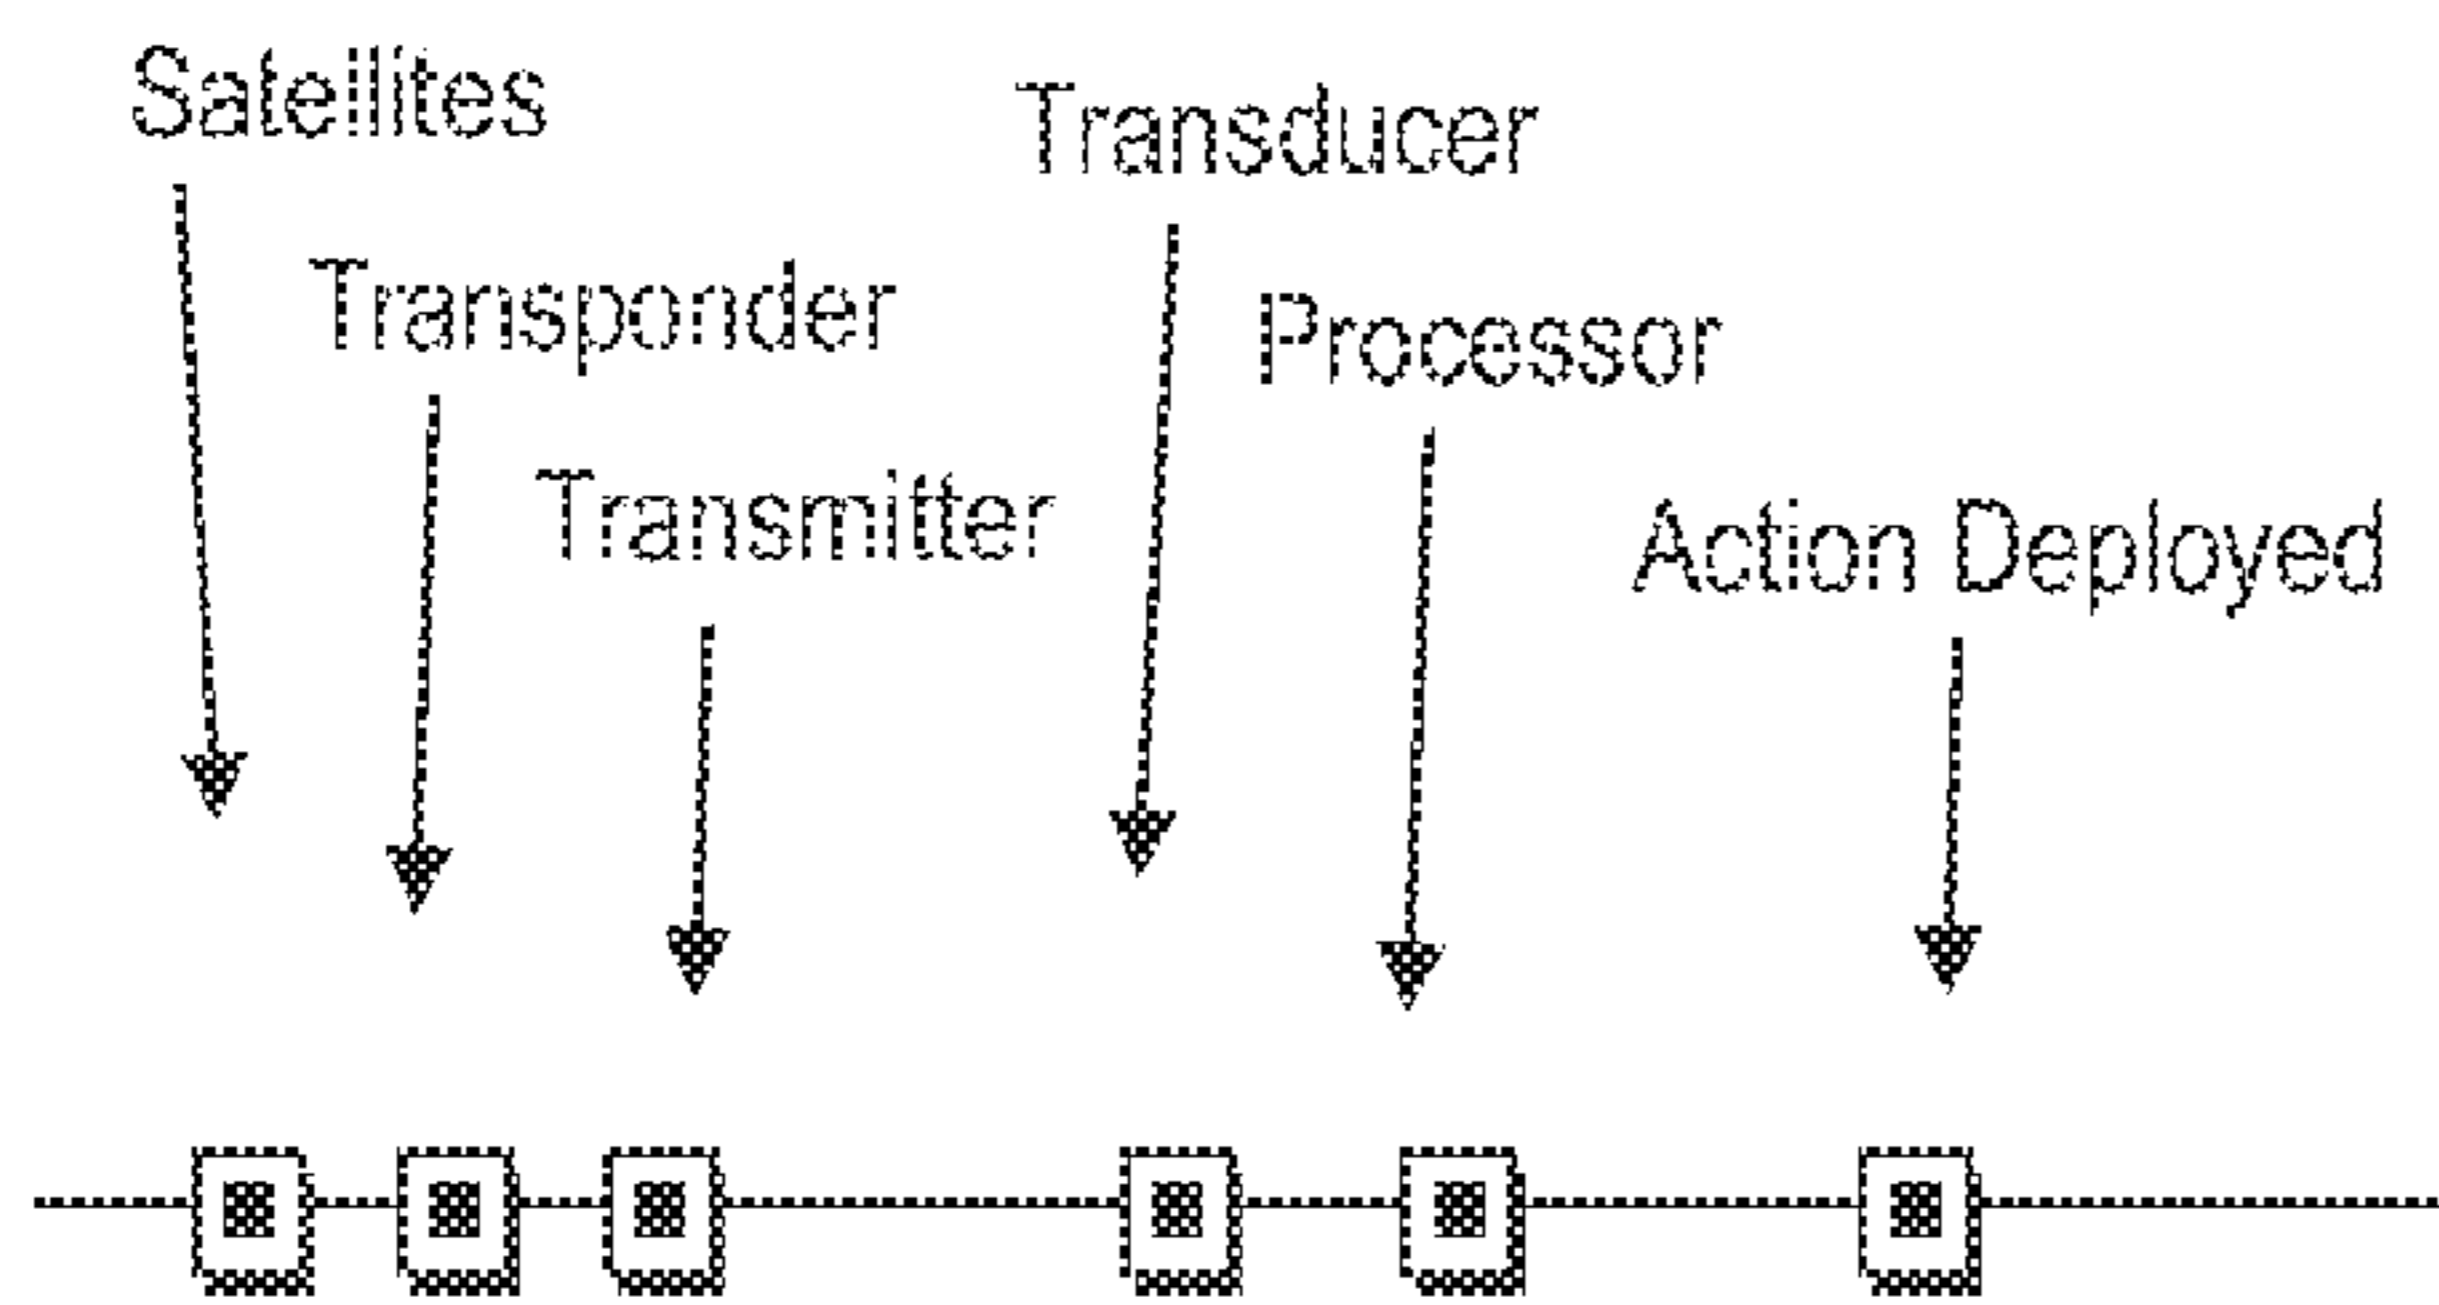 Satellites
Transducer
Transponder
Processor
Transmitter
Action Deployed